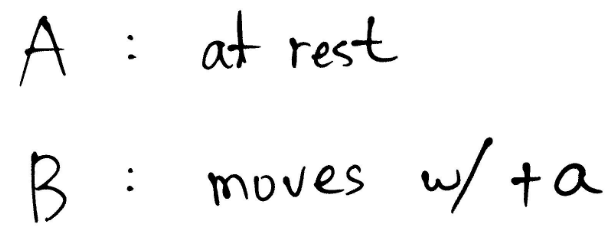 A : at rest
B : moves w/ +a